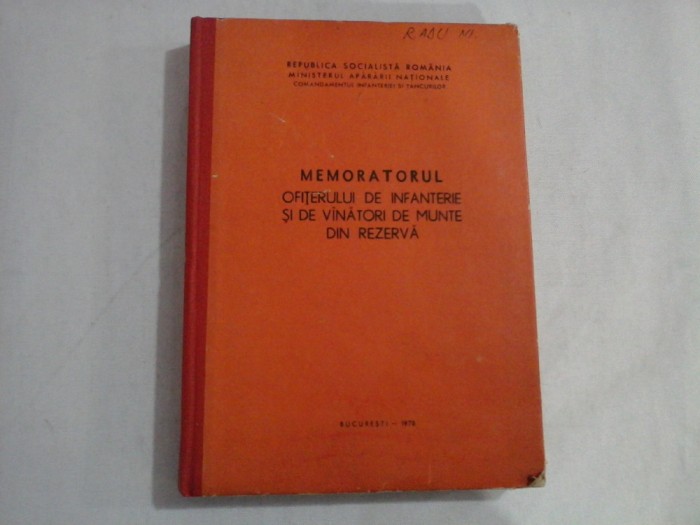 RADU M.
REPUBLICA SOCIALISTĂ ROMÂNIA
MINISTERUL APĂRĂRII NAȚIONALE
COMANDAMENTUL INFANTERIEI ȘI TANCURILOR
MEMORATORUL
OFIȚERULUI DE INFANTERIE
ȘI DE VÎNĂTORI DE MUNTE
DIN REZERVĂ
BUCUREȘTI –